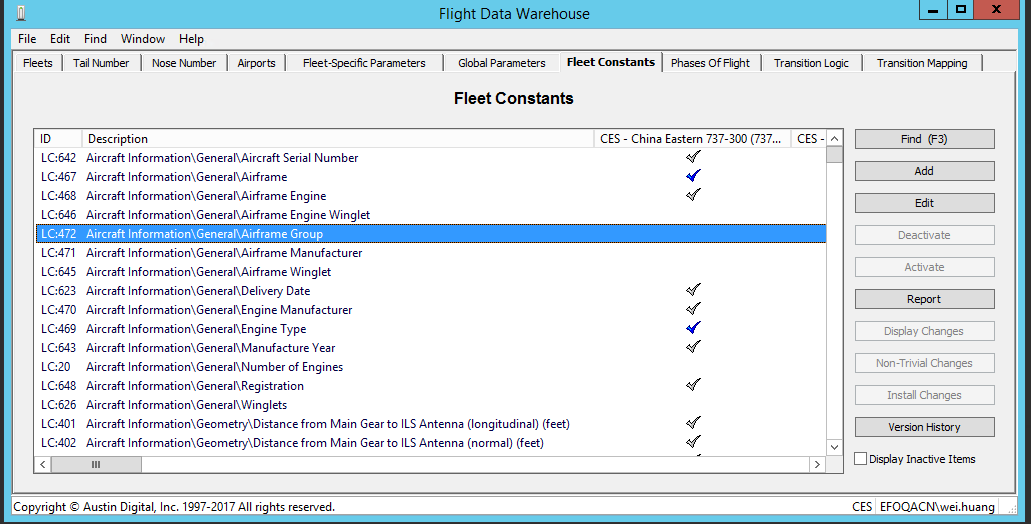 Flight Data Warehouse
File Edit Find Window Help
Fleets Tail Number Nose Number Airports Fleet-Specific Parameters Global Parameters Fleet Constants Phases Of Flight Transition Logic Transition Mapping
Fleet Constants
ID Description CES - China Eastern 737-300 (737... CES -
LC:642 Aircraft Information\General\Aircraft Serial Number
LC:467 Aircraft Information\General\Airframe
LC:468 Aircraft Information\General\Airframe Engine
LC:646 Aircraft Information\General\Airframe Engine Winglet
LC:472 Aircraft Information\General\Airframe Group
LC:471 Aircraft Information\General\Airframe Manufacturer
LC:645 Aircraft Information\General\Airframe Winglet
LC:623 Aircraft Information\General\Delivery Date
LC:470 Aircraft Information\General\Engine Manufacturer
LC:469 Aircraft Information\General\Engine Type
LC:643 Aircraft Information\General\Manufacture Year
LC:20 Aircraft Information\General\Number of Engines
LC:648 Aircraft Information\General\Registration
LC:626 Aircraft Information\General\Winglets
LC:401 Aircraft Information\Geometry\Distance from Main Gear to ILS Antenna (longitudinal) (feet)
LC:402 Aircraft Information\Geometry\Distance from Main Gear to ILS Antenna (normal) (feet)
Find (F3)
Add
Edit
Deactivate
Activate
Report
Display Changes
Non-Trivial Changes
Install Changes
Version History
Display Inactive Items
Copyright © Austin Digital, Inc. 1997-2017 All rights reserved. CES EFOQACN\wei.huang